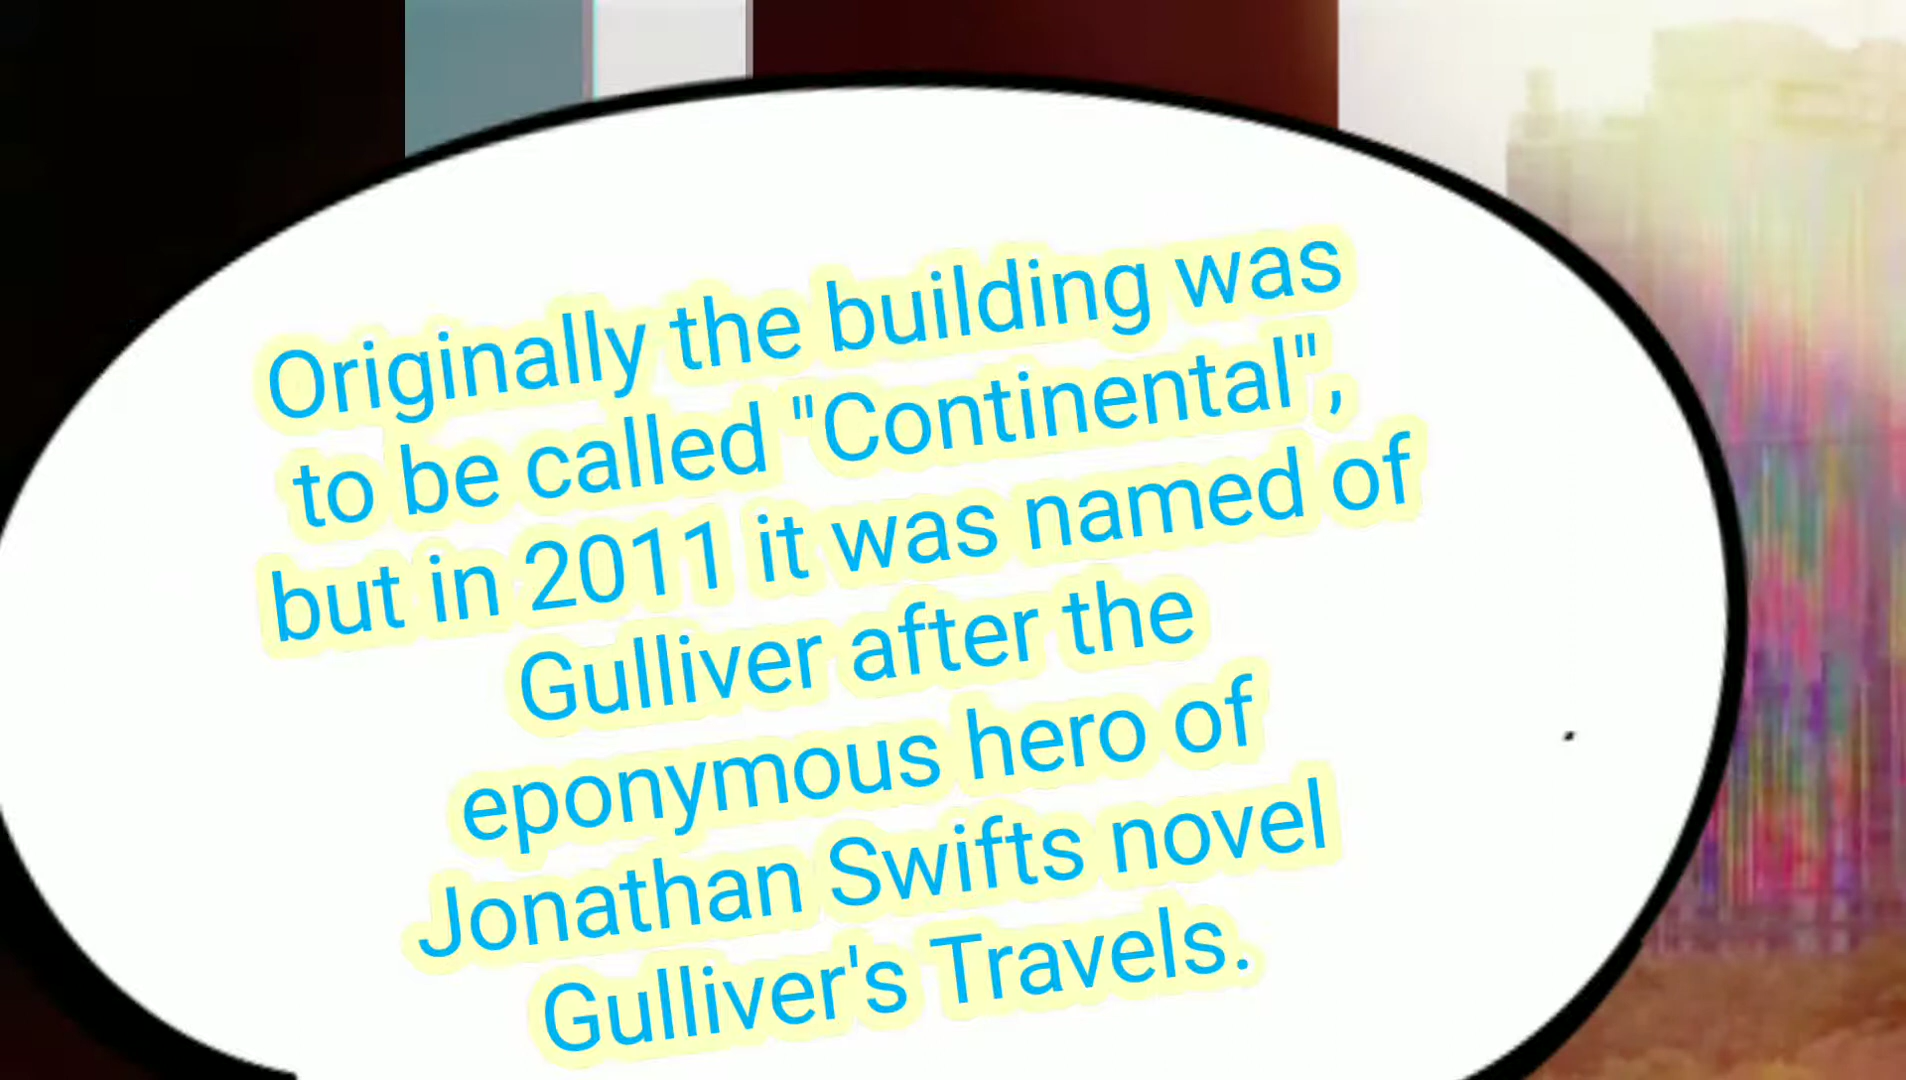 Originally the building was
to be called "Continental",
but in 2011 it was named of
Gulliver after the
eponymous hero of
Jonathan Swifts novel
Gulliver's Travels.